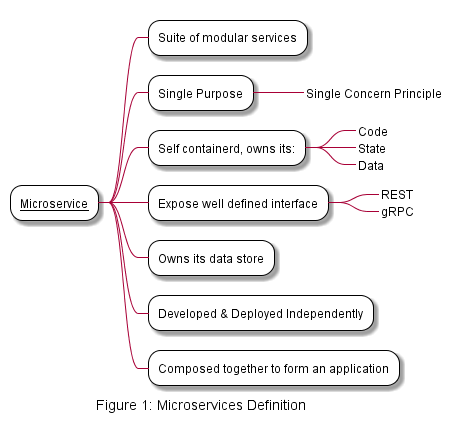 Suite of modular services
Single Purpose
Single Concern Principle
Self containerd, owns its:
Code
State
Data
Microservice
Expose well defined interface
REST
gRPC
Owns its data store
Developed & Deployed Independently
Composed together to form an application
Figure 1: Microservices Definition